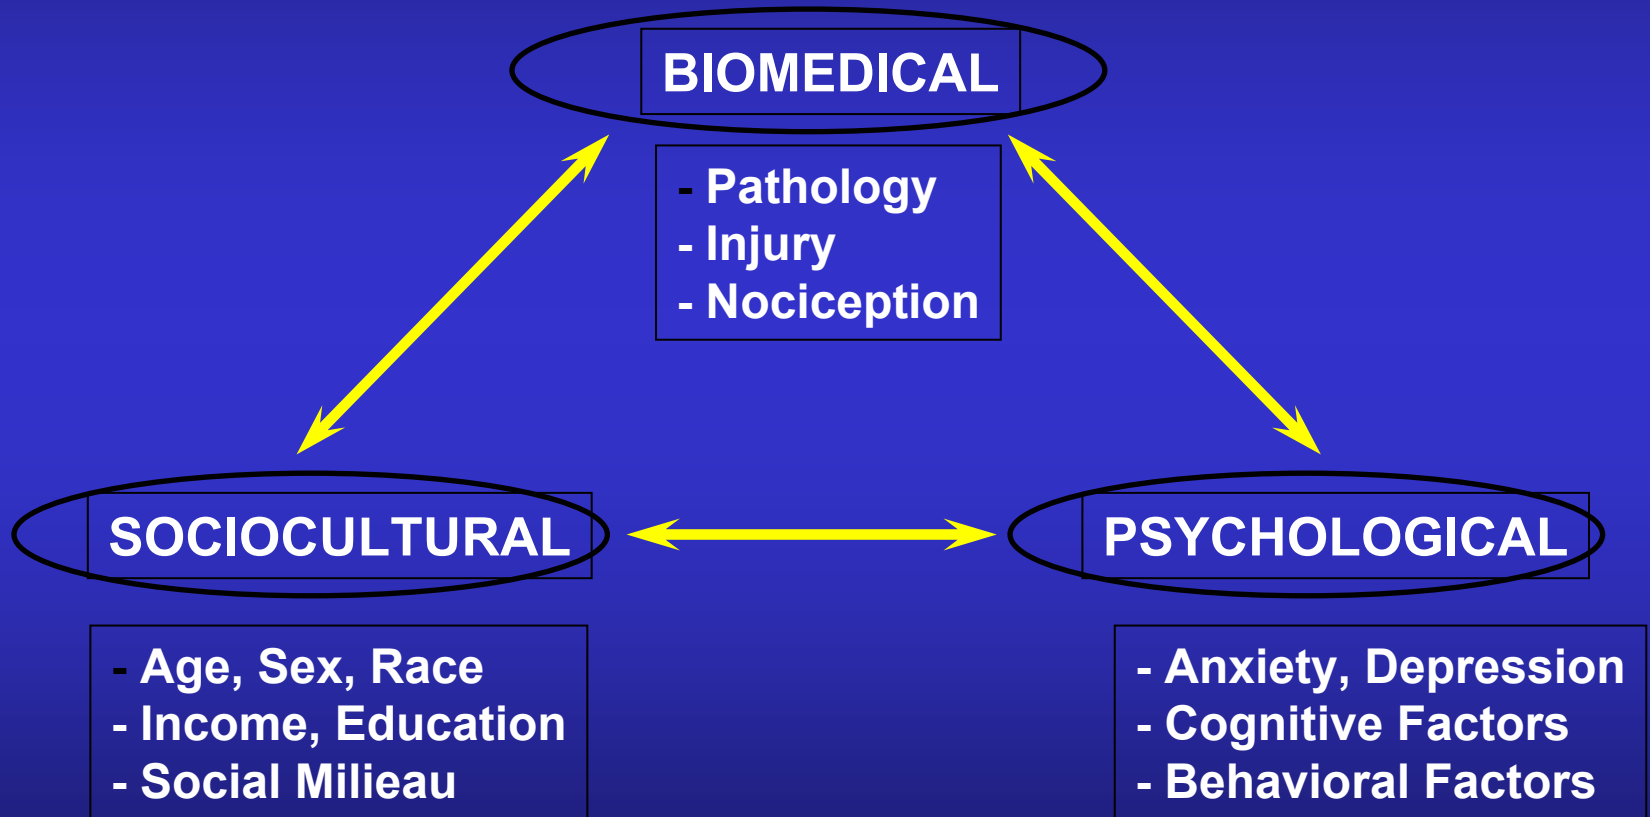 BIOMEDICAL
- Pathology
- Injury
- Nociception
SOCIOCULTURAL
- Age, Sex, Race
- Income, Education
- Social Milieau
PSYCHOLOGICAL
- Anxiety, Depression
- Cognitive Factors
- Behavioral Factors